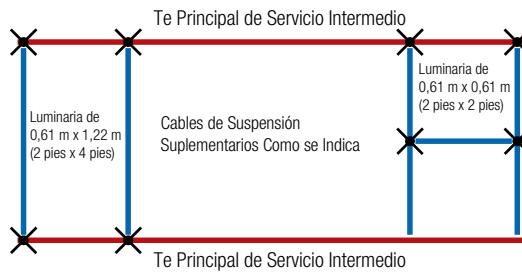 Te Principal de Servicio Intermedio
Luminaria de
0,61 m x 1,22 m
(2 pies x 4 pies)
Cables de Suspensión
Suplementarios Como se Indica
Luminaria de
0,61 m x 0,61 m
(2 pies x 2 pies)
Te Principal de Servicio Intermedio